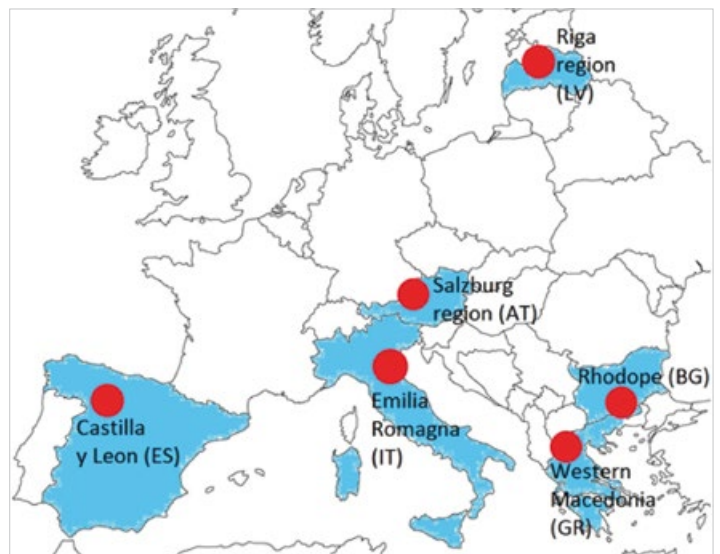 Riga
region
(LV)
Salzburg
region (AT)
Rhodope (BG)
Emilia
Romagna
(IT)
Castilla
y Leon (ES)
Western
Macedonia
(GR)